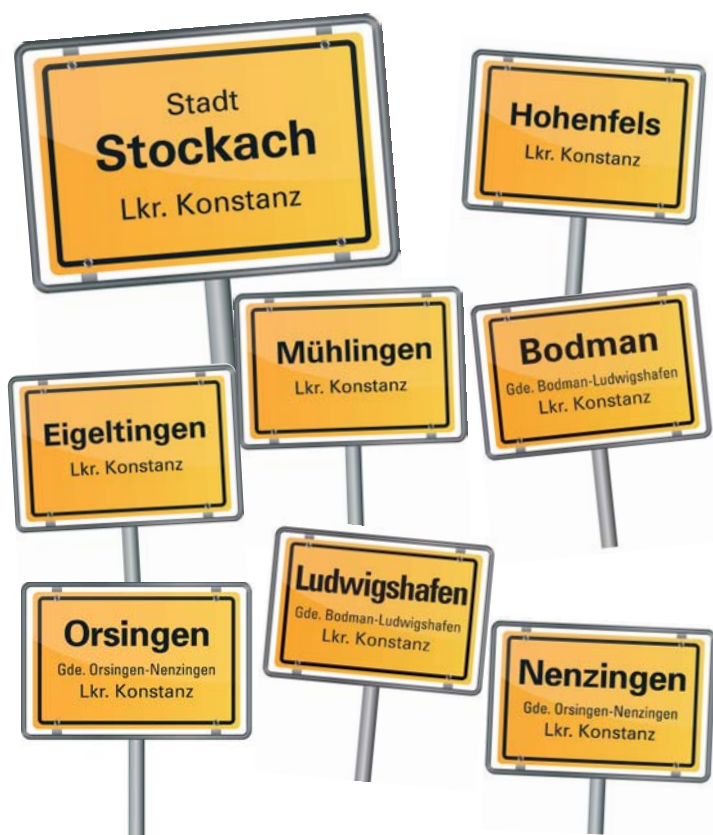 Stadt
Stockach
Lkr. Konstanz
Hohenfels
Lkr. Konstanz
Mühlingen
Lkr. Konstanz
Bodman
Gde. Bodman-Ludwigshafen
Lkr. Konstanz
Eigeltingen
Lkr. Konstanz
Ludwigshafen
Gde. Bodman-Ludwigshafen
Lkr. Konstanz
Orsingen
Gde. Orsingen-Nenzingen
Lkr. Konstanz
Nenzingen
Gde. Orsingen-Nenzingen
Lkr. Konstanz